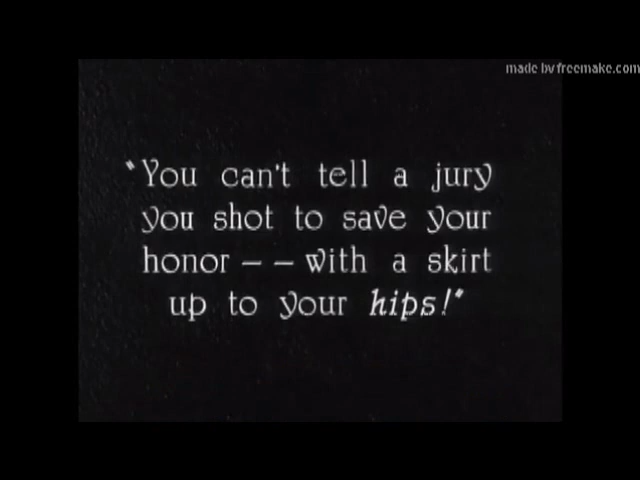 made by freemake.com
"You can't tell a jury
you shot to save your
honor -- with a skirt
up to your hips!"